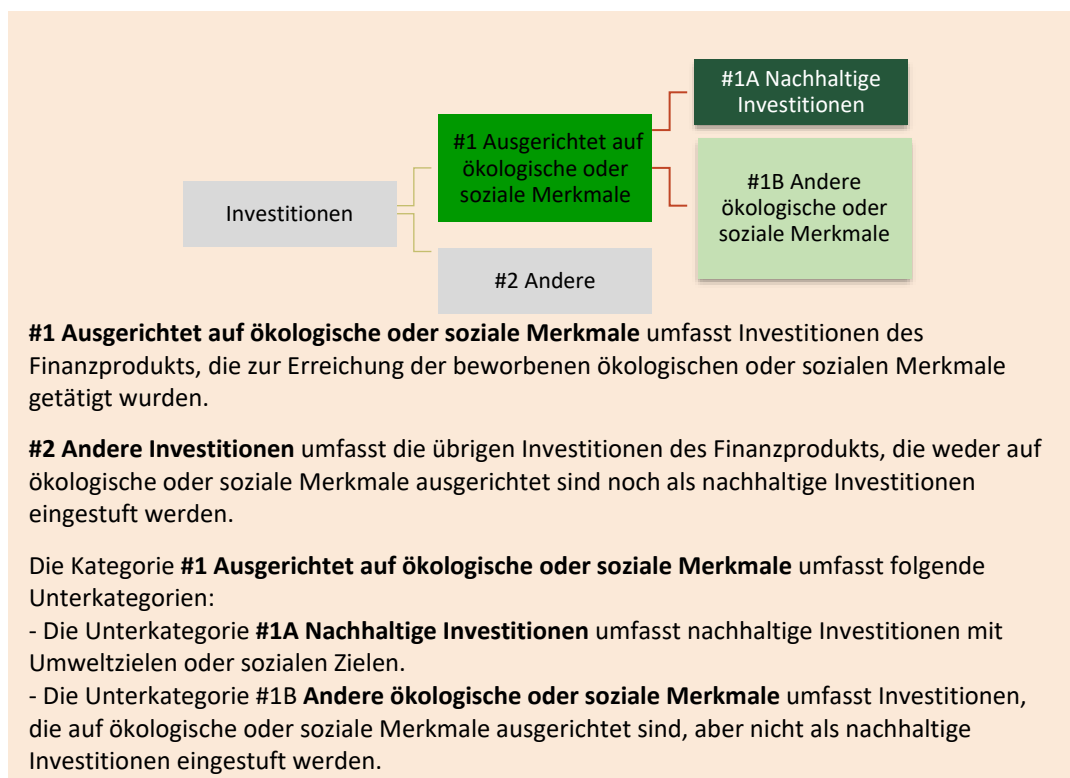 #1A Nachhaltige
Investitionen
#1 Ausgerichtet auf
ökologische oder
soziale Merkmale
#1B Andere
ökologische oder
soziale Merkmale
Investitionen
#2 Andere
#1 Ausgerichtet auf ökologische oder soziale Merkmale umfasst Investitionen des
Finanzprodukts, die zur Erreichung der beworbenen ökologischen oder sozialen Merkmale
getätigt wurden.
#2 Andere Investitionen umfasst die übrigen Investitionen des Finanzprodukts, die weder auf
ökologische oder soziale Merkmale ausgerichtet sind noch als nachhaltige Investitionen
eingestuft werden.
Die Kategorie #1 Ausgerichtet auf ökologische oder soziale Merkmale umfasst folgende
Unterkategorien:
- Die Unterkategorie #1A Nachhaltige Investitionen umfasst nachhaltige Investitionen mit
Umweltzielen oder sozialen Zielen.
- Die Unterkategorie #1B Andere ökologische oder soziale Merkmale umfasst Investitionen,
die auf ökologische oder soziale Merkmale ausgerichtet sind, aber nicht als nachhaltige
Investitionen eingestuft werden.